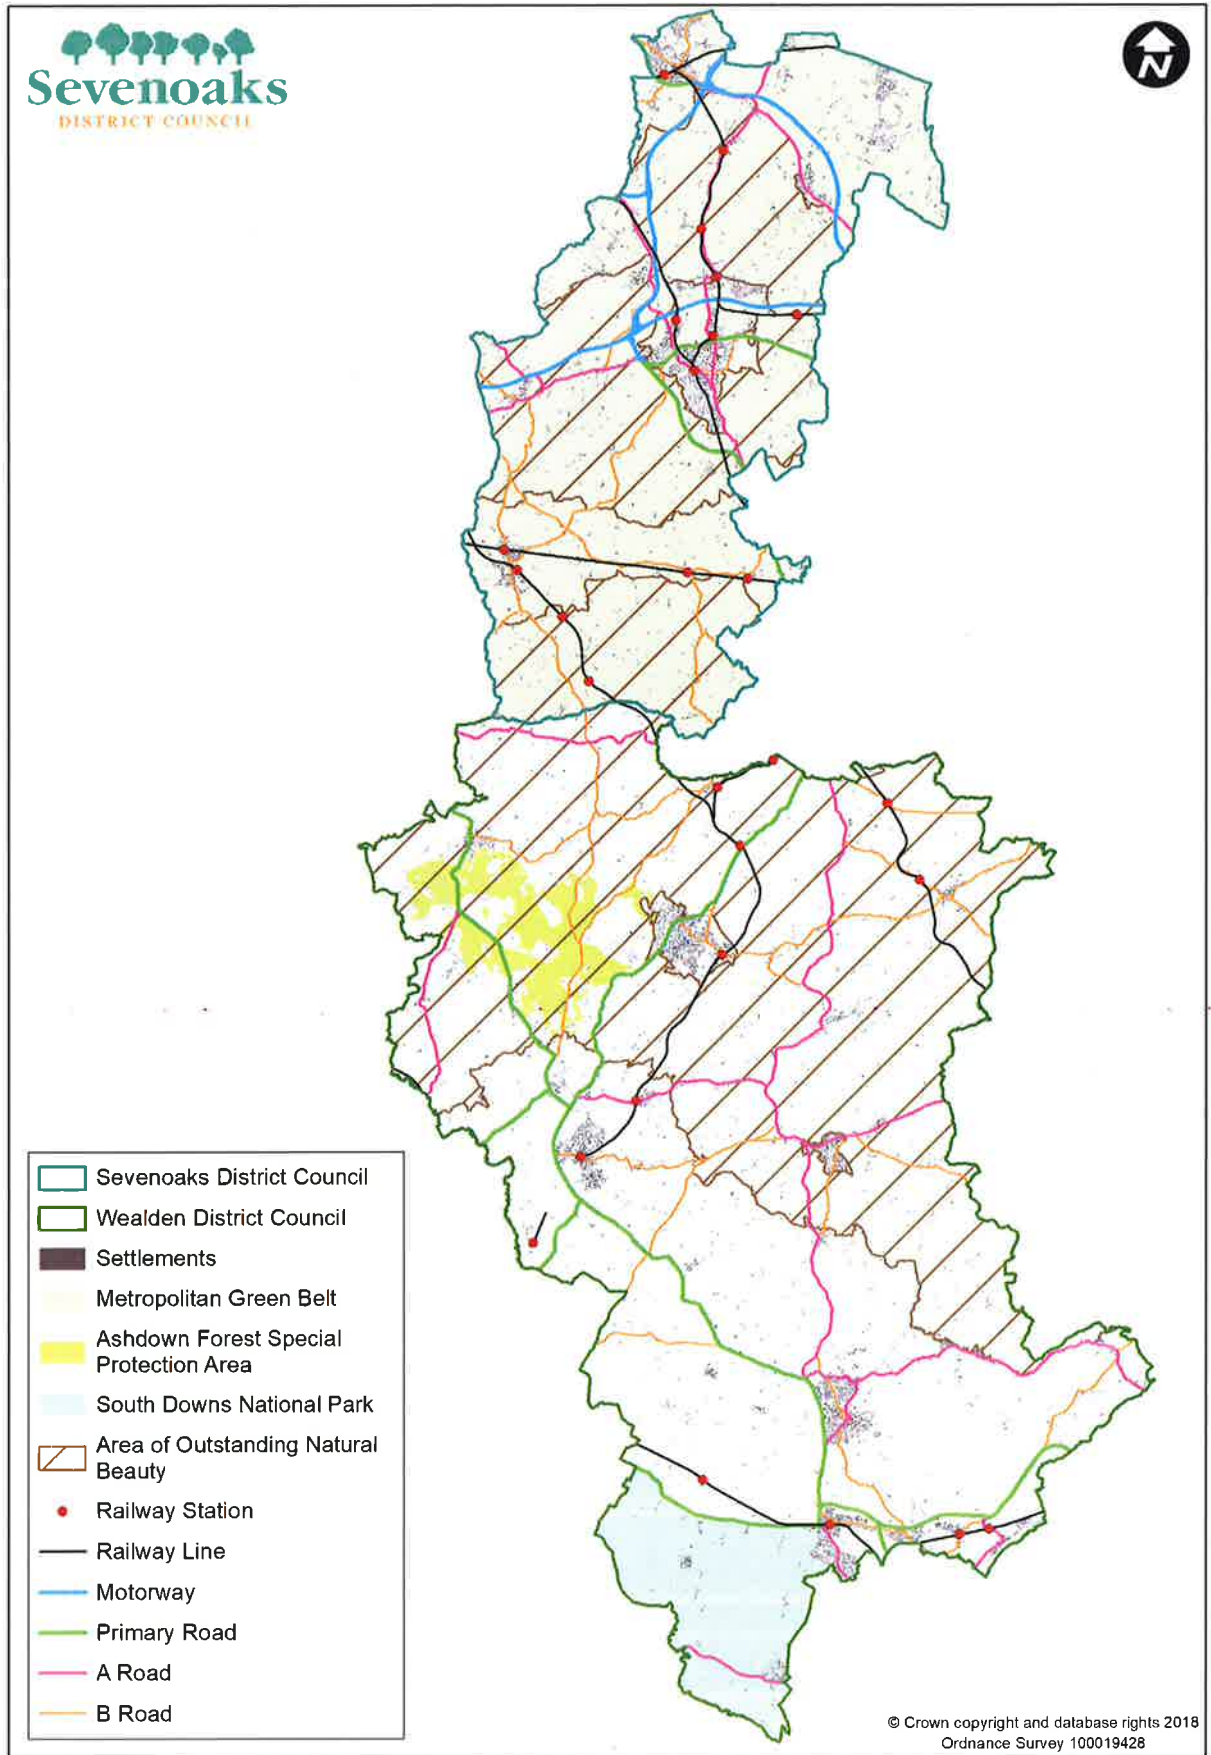 Sevenoaks
DISTRICT COUNCIL
N
Sevenoaks District Council
Wealden District Council
Settlements
Metropolitan Green Belt
Ashdown Forest Special
Protection Area
South Downs National Park
Area of Outstanding Natural
Beauty
Railway Station
Railway Line
Motorway
Primary Road
A Road
B Road
© Crown copyright and database rights 2018
Ordnance Survey 100019428